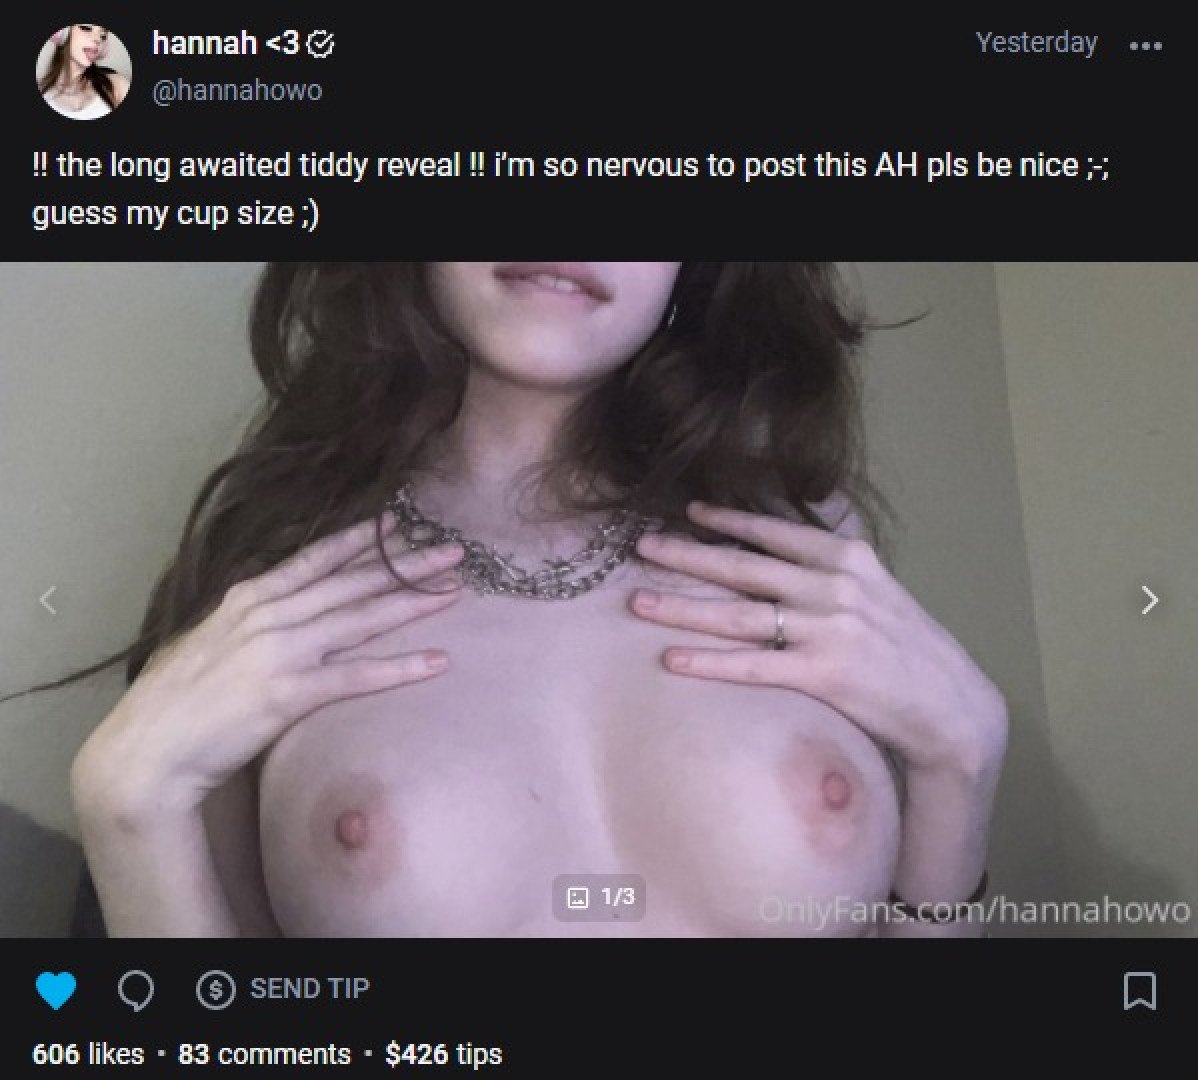 hannah <3
Yesterday
@hannahowo
!! the long awaited tiddy reveal !! i'm so nervous to post this AH pls be nice ;-;
guess my cup size ;)
1/3
OnlyFans.com/hannahowo
SEND TIP
606 likes • 83 comments • $426 tips